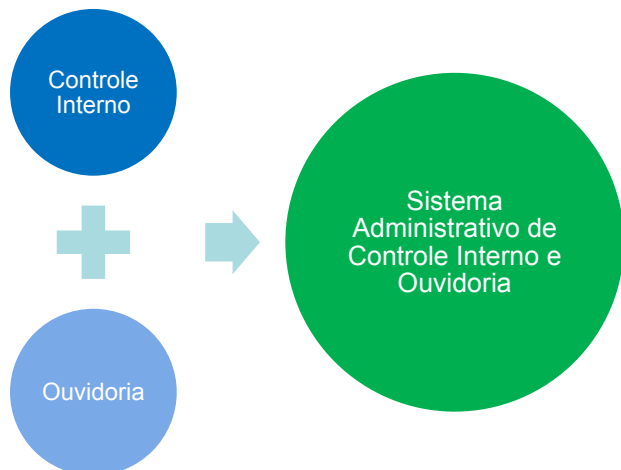 Controle
Interno
Ouvidoria
Sistema
Administrativo de
Controle Interno e
Ouvidoria